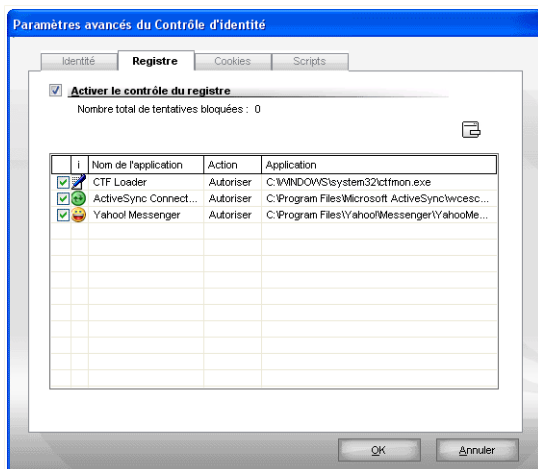 Paramètres avancés du Contrôle d'identité
Identité Registre Cookies Scripts
Activer le contrôle du registre
Nombre total de tentatives bloquées : 0
i Nom de l'application Action Application
CTF Loader Autoriser C:\WINDOWS\system32\ctfmon.exe
ActiveSync Connect... Autoriser C:\Program Files\Microsoft ActiveSync\wcesc...
Yahoo! Messenger Autoriser C:\Program Files\Yahoo!\Messenger\YahooMe...
OK Annuler